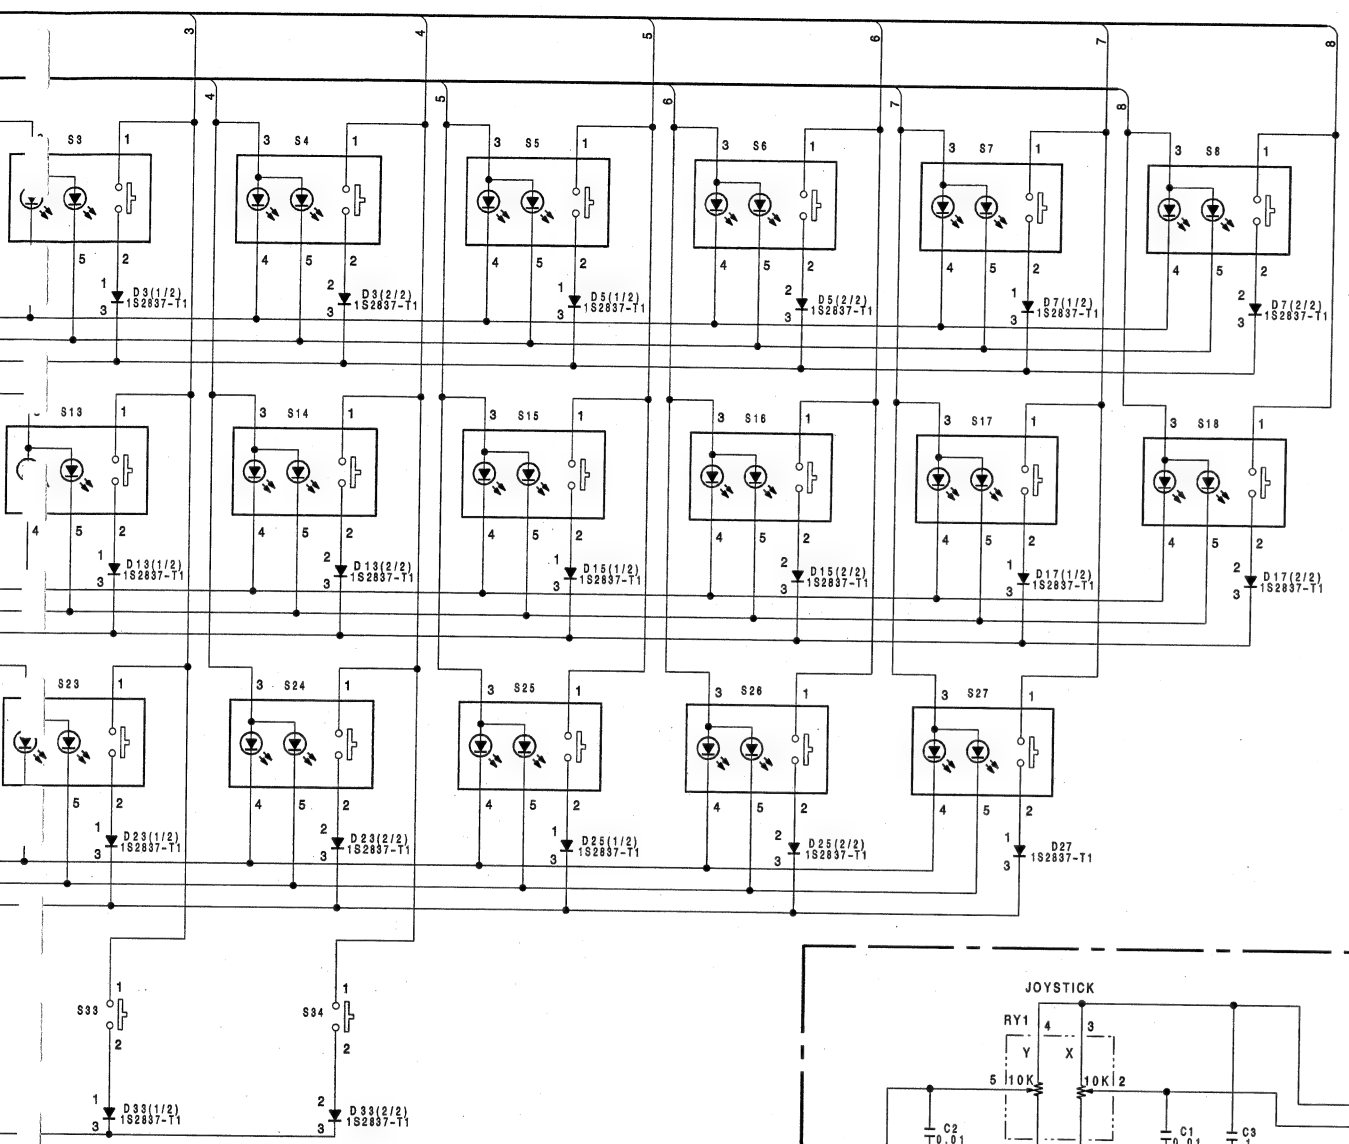 3 4 5 6 7 8
4 5 6 7 8
S3 1 3 S4 1 3 S5 1 3 S6 1 3 S7 1 3 S8 1
5 2 4 5 2 4 5 2 4 5 2 4 5 2 4 5 2
1 D3(1/2) 2 D3(2/2) 1 D5(1/2) 2 D5(2/2) 1 D7(1/2) 2 D7(2/2)
3 1S2837-T1 3 1S2837-T1 3 1S2837-T1 3 1S2837-T1 3 1S2837-T1 3 1S2837-T1
S13 1 3 S14 1 3 S15 1 3 S16 1 3 S17 1 3 S18 1
4 5 2 4 5 2 4 5 2 4 5 2 4 5 2 4 5 2
1 D13(1/2) 2 D13(2/2) 1 D15(1/2) 2 D15(2/2) 1 D17(1/2) 2 D17(2/2)
3 1S2837-T1 3 1S2837-T1 3 1S2837-T1 3 1S2837-T1 3 1S2837-T1 3 1S2837-T1
S23 1 3 S24 1 3 S25 1 3 S26 1 3 S27 1
5 2 4 5 2 4 5 2 4 5 2 4 5 2
1 D23(1/2) 2 D23(2/2) 1 D25(1/2) 2 D25(2/2) 1 D27
3 1S2837-T1 3 1S2837-T1 3 1S2837-T1 3 1S2837-T1 3 1S2837-T1
1 1
S33 S34
2 2
1 D33(1/2) 2 D33(2/2)
3 1S2837-T1 3 1S2837-T1
JOYSTICK
RY1 4 3
Y X
5 10K 10K 2
C2 C1 C3
0.01